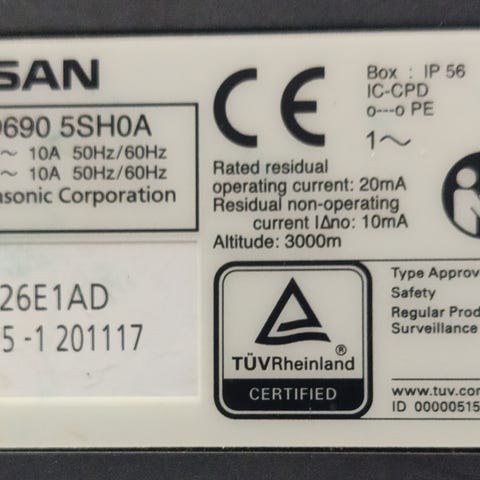 SAN
0690 5SH0A
~ 10A 50Hz/60Hz
~ 10A 50Hz/60Hz
asonic Corporation
26E1AD
5 -1 201117
CE
Box : IP 56
IC-CPD
o---o PE
1~
Rated residual
operating current: 20mA
Residual non-operating
current IΔno: 10mA
Altitude: 3000m
TÜVRheinland®
CERTIFIED
Type Approv
Safety
Regular Prod
Surveillance
www.tuv.com
ID 00000515